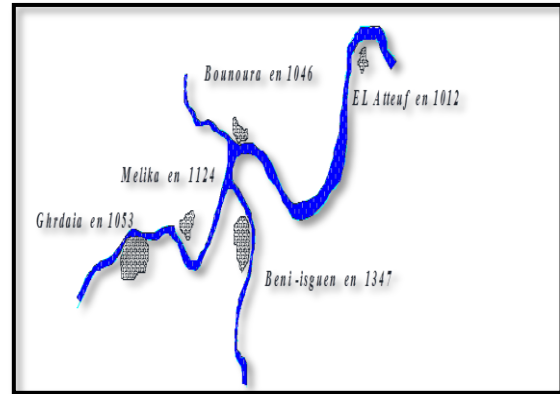 Bounoura en 1046
EL Atteuf en 1012
Melika en 1124
Ghrdaia en 1053
Beni-isguen en 1347